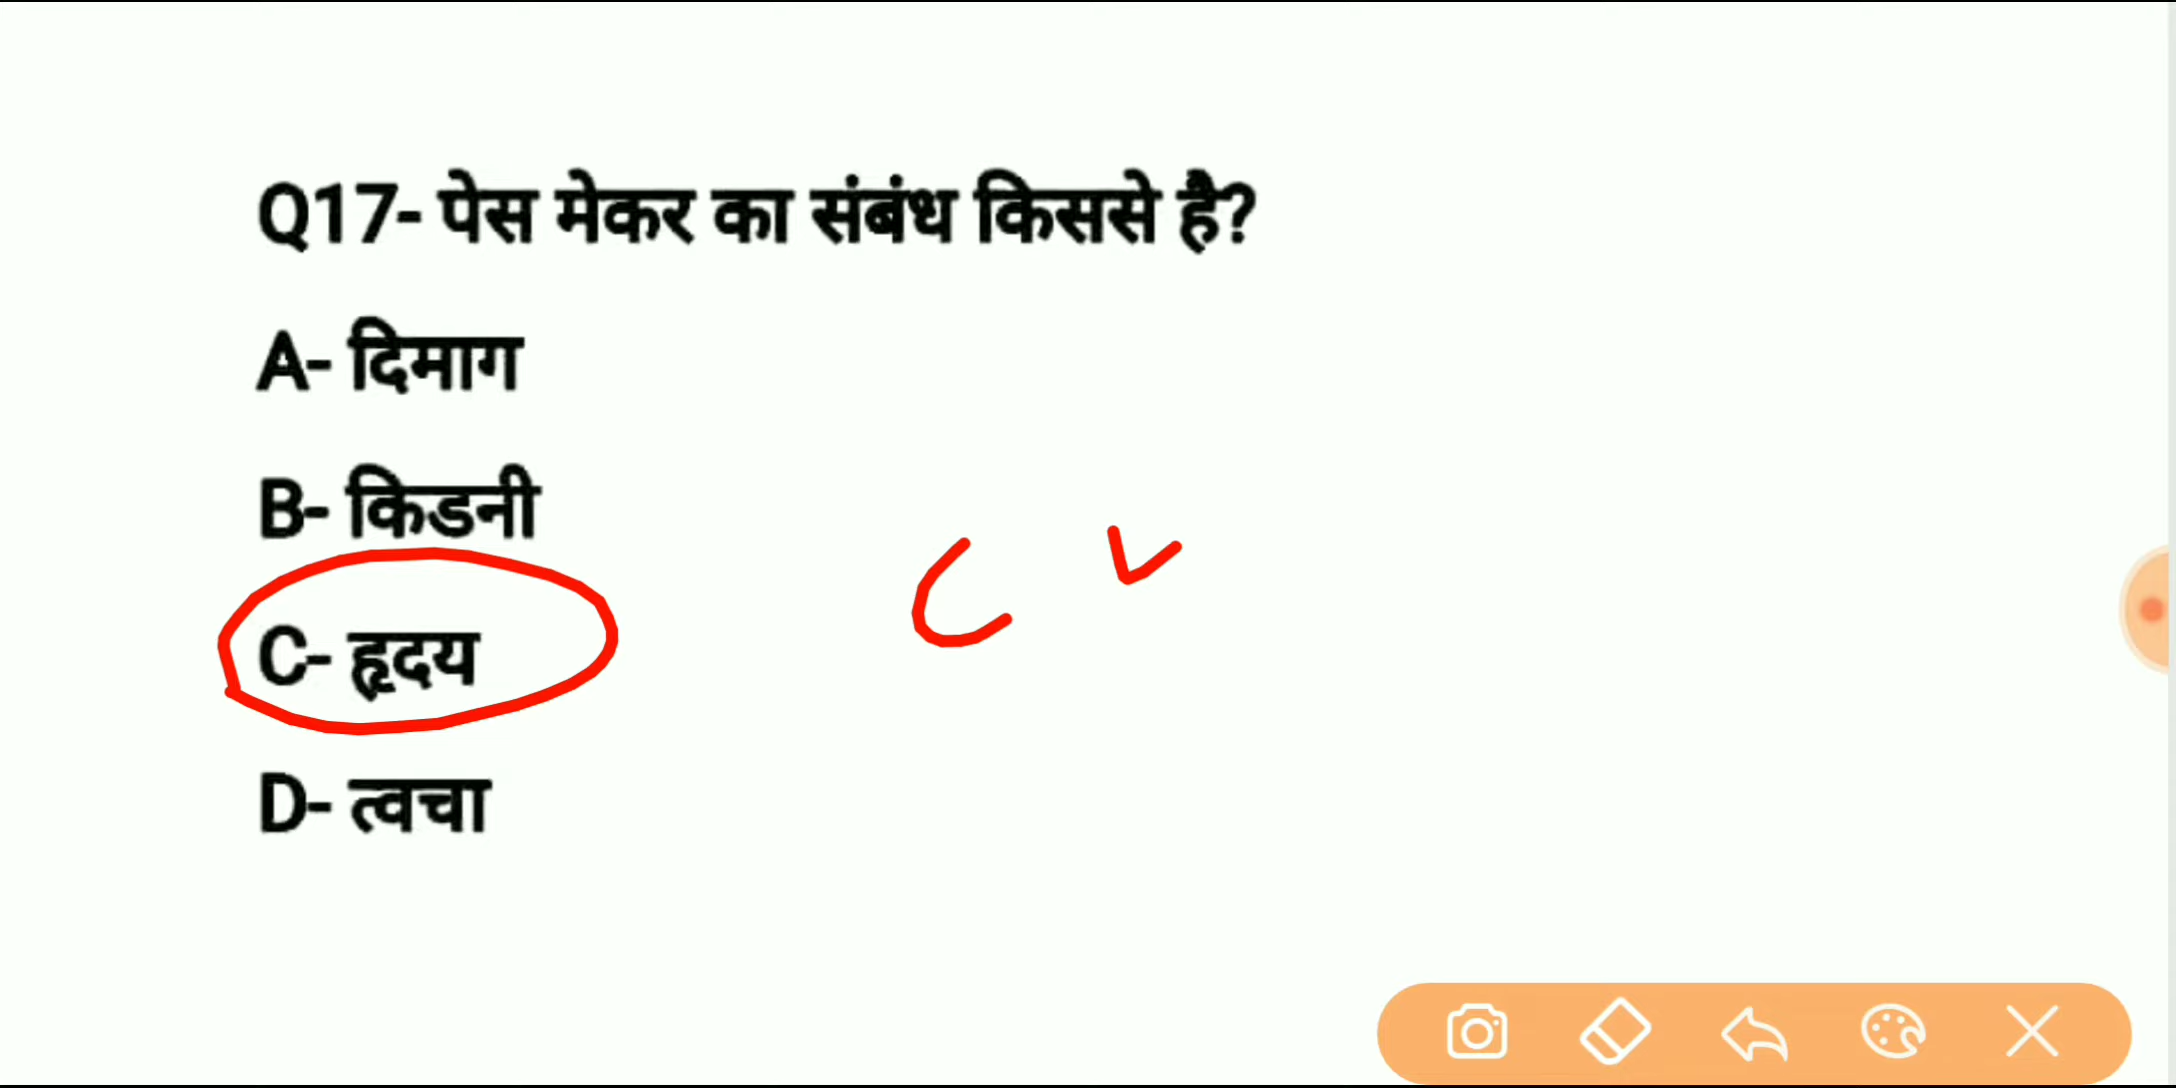 Q17- पेस मेकर का संबंध किससे है?
A- दिमाग
B- किडनी
C- हृदय
C
D- त्वचा